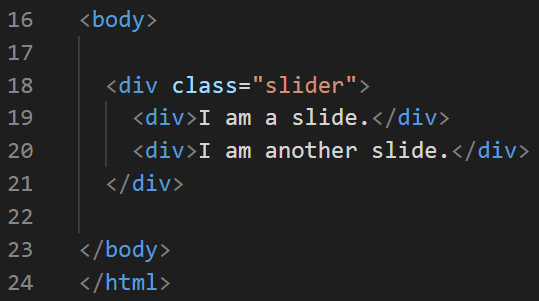 16 <body>
17
18 <div class="slider">
19 <div>I am a slide.</div>
20 <div>I am another slide.</div>
21 </div>
22
23 </body>
24 </html>